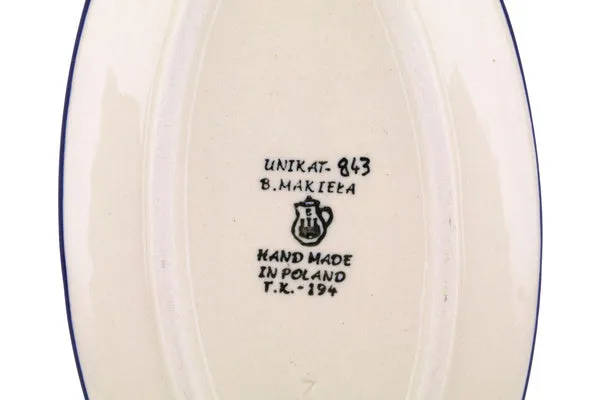 UNIKAT-843
B.MAKIEŁA
HAND MADE
IN POLAND
T.K.-194